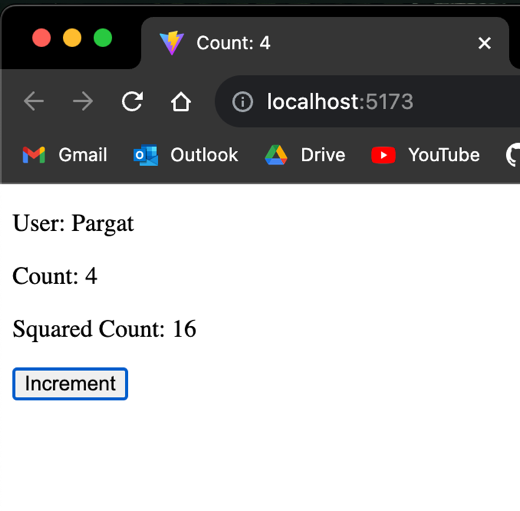 Count: 4
localhost:5173
Gmail Outlook Drive YouTube
User: Pargat
Count: 4
Squared Count: 16
Increment